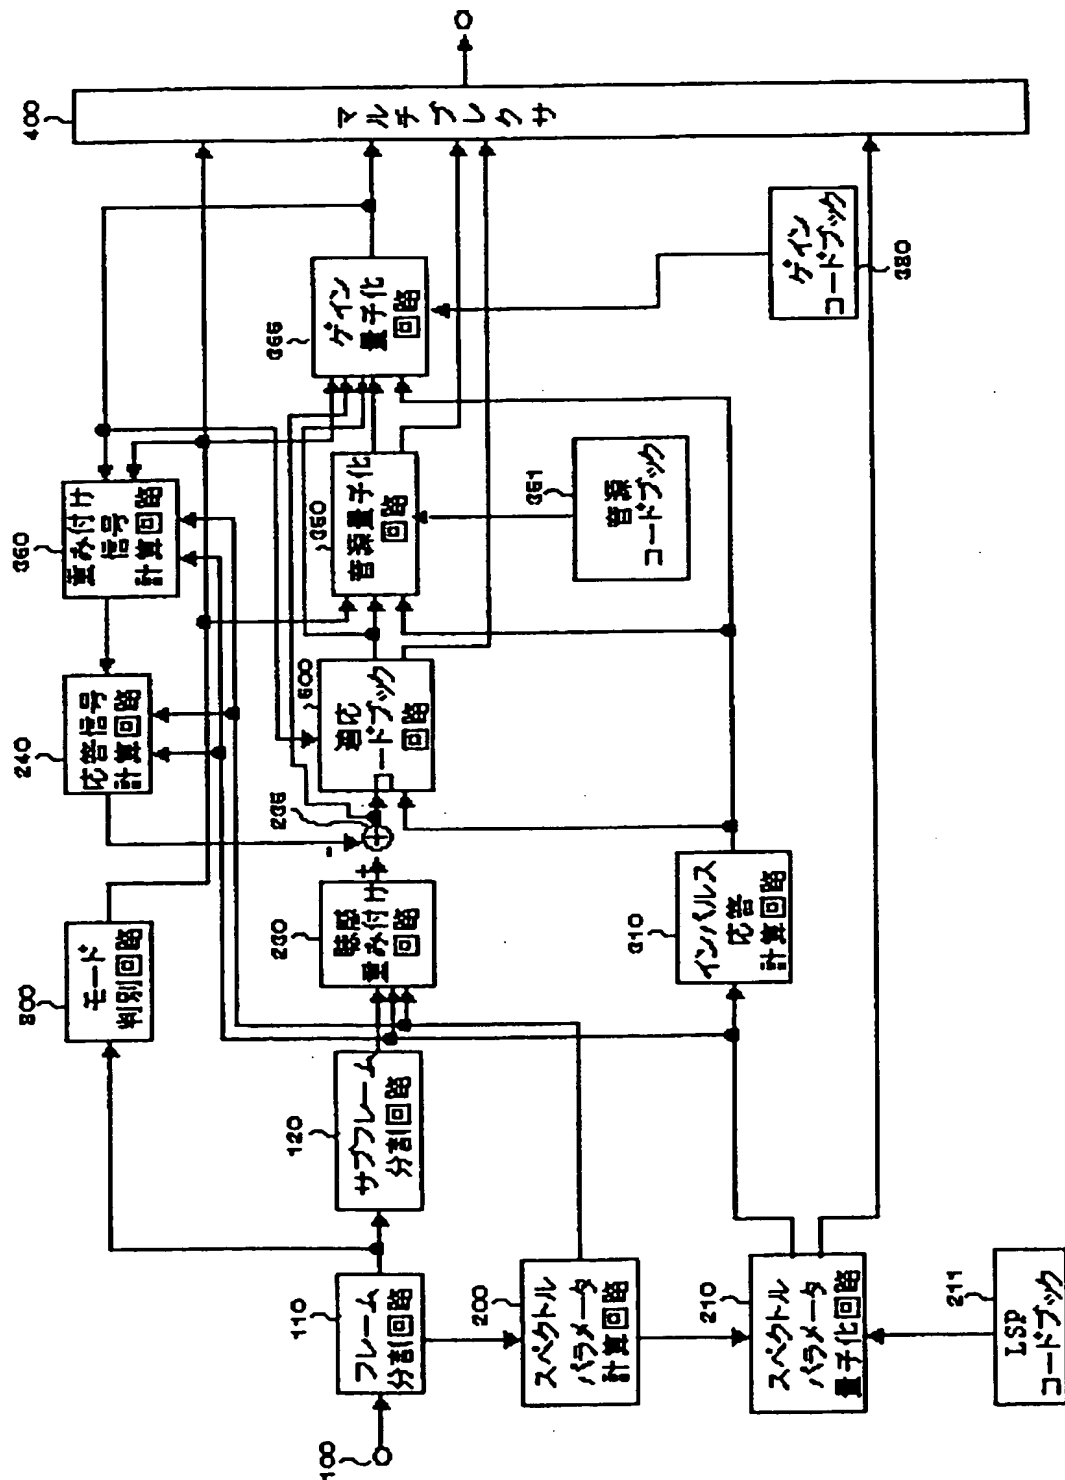 800
モード
判別回路
240
応答信号
計算回路
360
重み付け
信号
計算回路
400
マルチプレクサ
100
110
フレーム
分割回路
120
サブフレーム
分割回路
230
聴感
重み付け
回路
+
-
235
500
適応
コードブック
回路
350
音源量子化
回路
365
ゲイン
量子化
回路
200
スペクトル
パラメータ
計算回路
351
音源
コードブック
210
スペクトル
パラメータ
量子化回路
310
インパルス
応答
計算回路
380
ゲイン
コードブック
211
LSP
コードブック